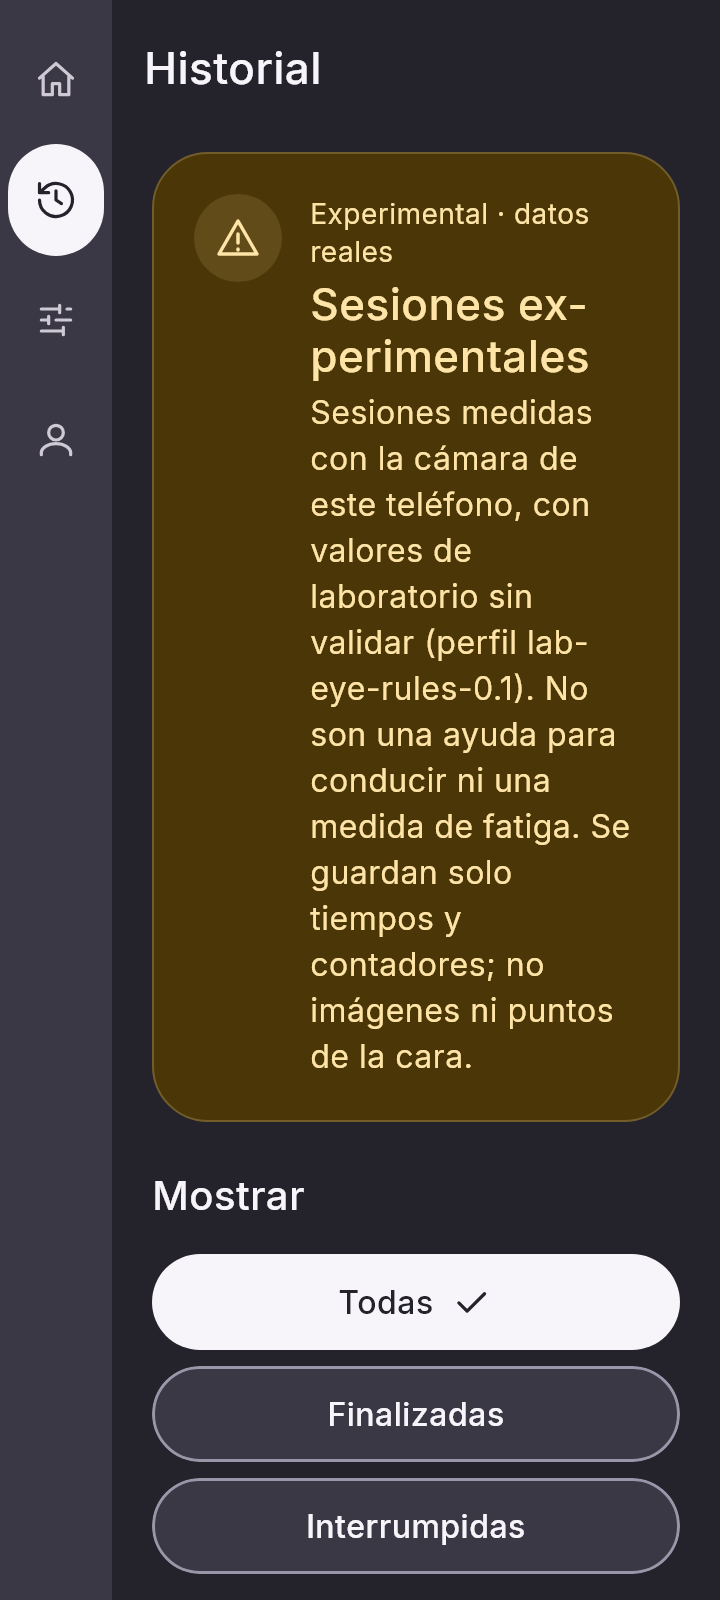 Historial
Experimental · datos
reales
Sesiones ex-
perimentales
Sesiones medidas
con la cámara de
este teléfono, con
valores de
laboratorio sin
validar (perfil lab-
eye-rules-0.1). No
son una ayuda para
conducir ni una
medida de fatiga. Se
guardan solo
tiempos y
contadores; no
imágenes ni puntos
de la cara.
Mostrar
Todas
Finalizadas
Interrumpidas